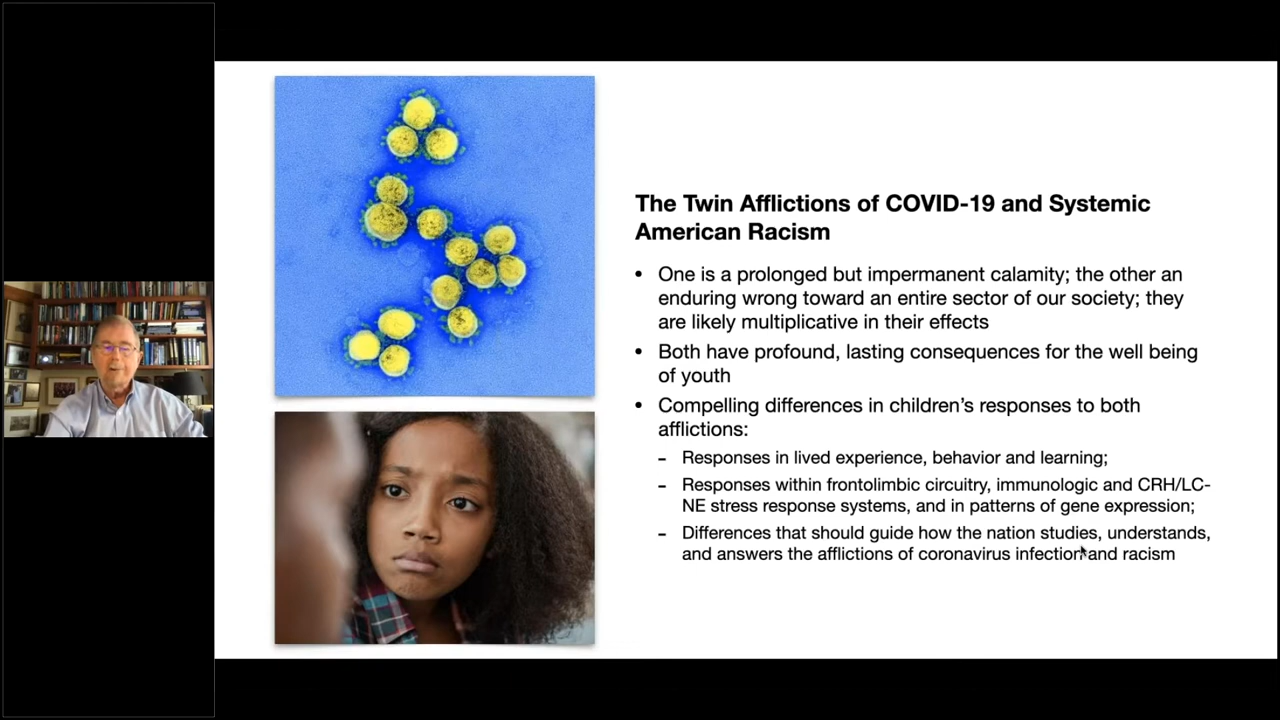 The Twin Afflictions of COVID-19 and Systemic
American Racism
• One is a prolonged but impermanent calamity; the other an
enduring wrong toward an entire sector of our society; they
are likely multiplicative in their effects
• Both have profound, lasting consequences for the well being
of youth
• Compelling differences in children’s responses to both
afflictions:
– Responses in lived experience, behavior and learning;
– Responses within frontolimbic circuitry, immunologic and CRH/LC-
NE stress response systems, and in patterns of gene expression;
– Differences that should guide how the nation studies, understands,
and answers the afflictions of coronavirus infection and racism